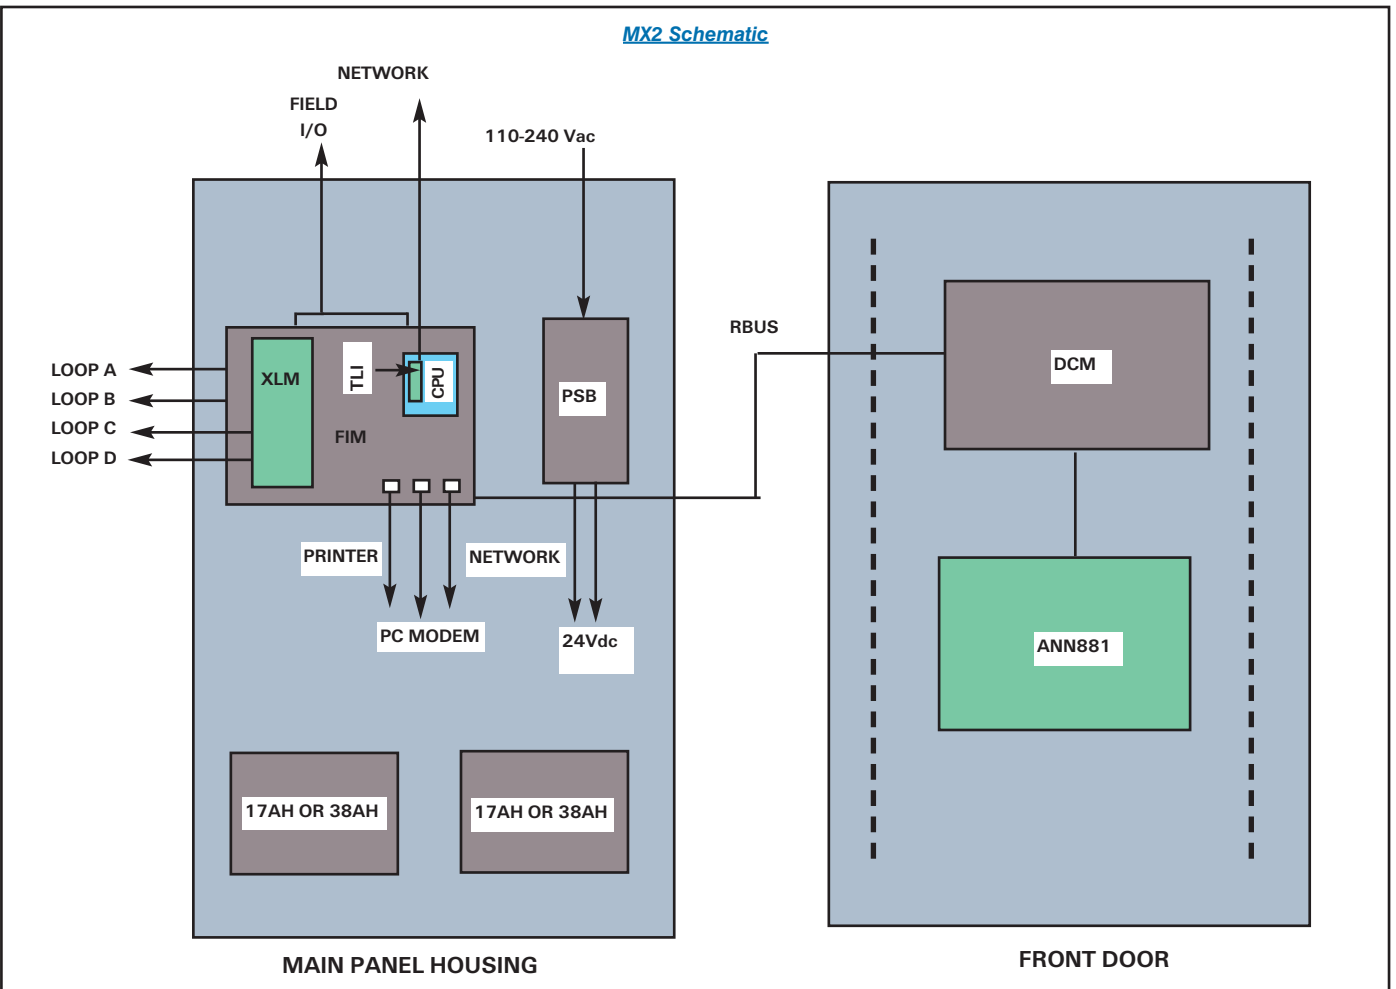 MX2 Schematic
NETWORK
FIELD
I/O
110-240 Vac
RBUS
LOOP A
LOOP B
LOOP C
LOOP D
XLM
TLI
CPU
FIM
PSB
DCM
PRINTER
NETWORK
PC MODEM
24Vdc
ANN881
17AH OR 38AH
17AH OR 38AH
MAIN PANEL HOUSING
FRONT DOOR